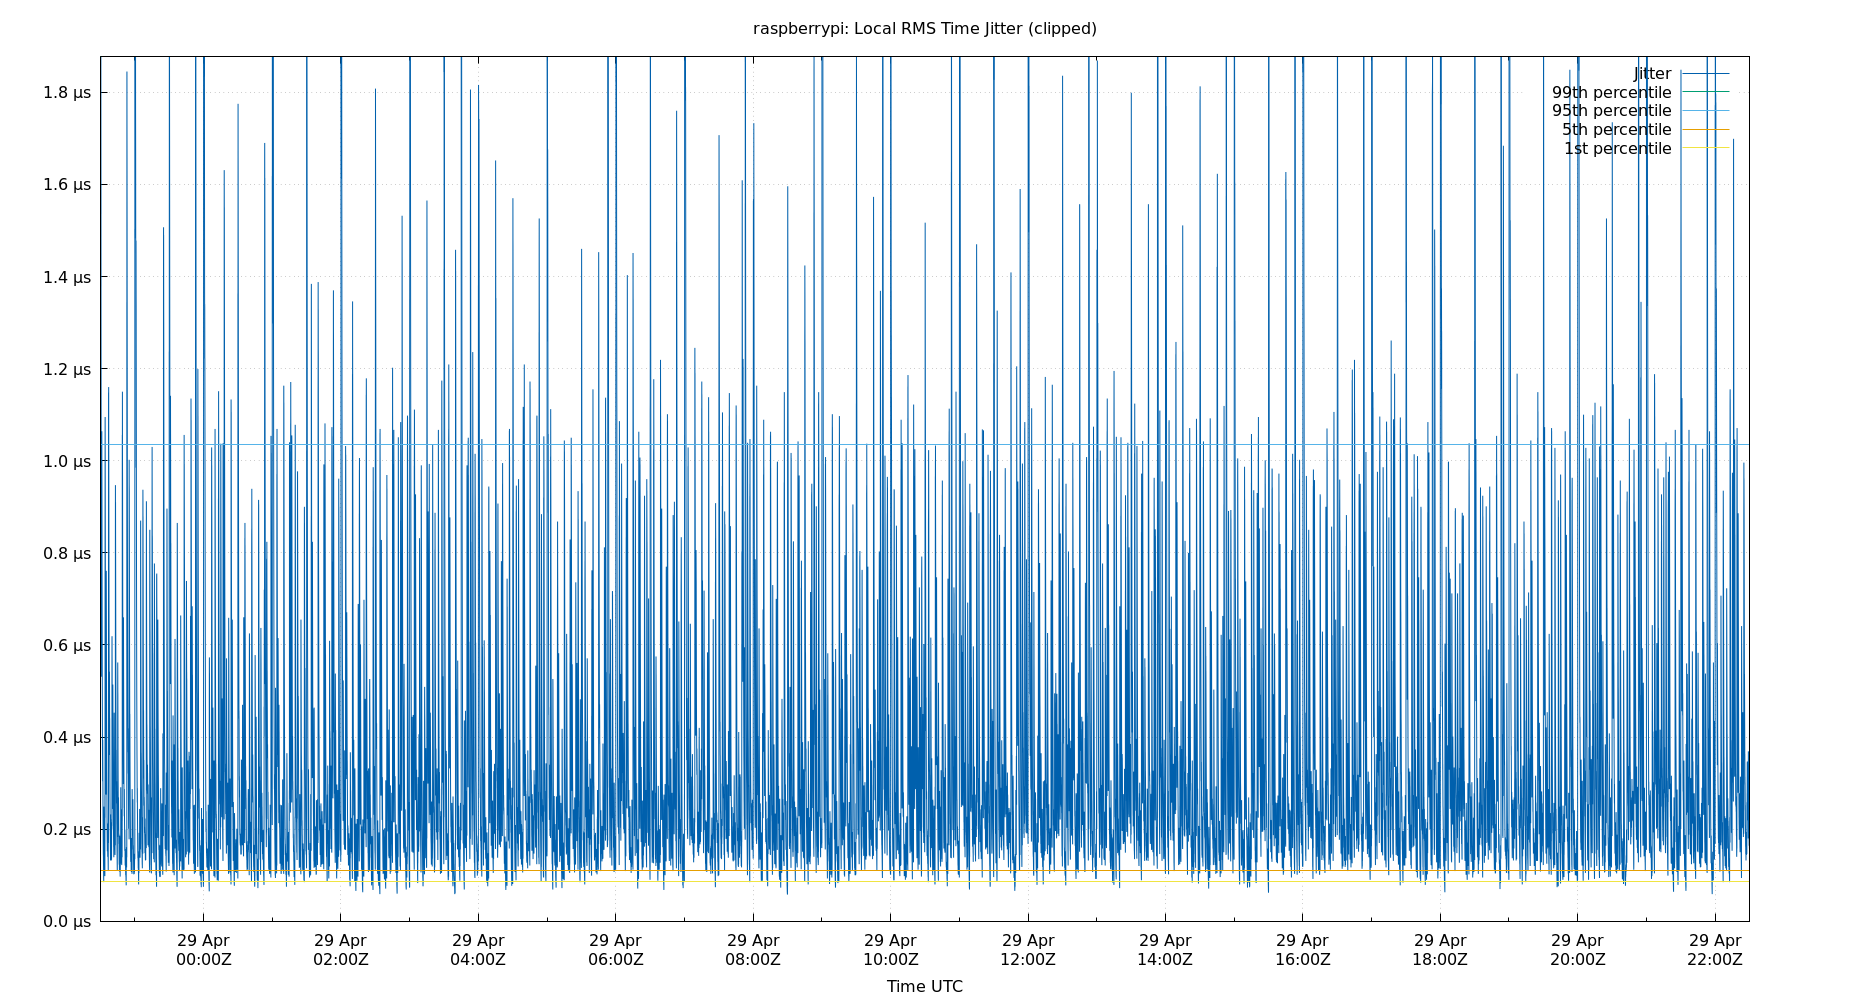 raspberrypi: Local RMS Time Jitter (clipped)
Jitter
99th percentile
95th percentile
5th percentile
1st percentile
1.8 μs
1.6 μs
1.4 μs
1.2 μs
1.0 μs
0.8 μs
0.6 μs
0.4 μs
0.2 μs
0.0 μs
29 Apr 29 Apr 29 Apr 29 Apr 29 Apr 29 Apr 29 Apr 29 Apr 29 Apr 29 Apr 29 Apr 29 Apr
00:00Z 02:00Z 04:00Z 06:00Z 08:00Z 10:00Z 12:00Z 14:00Z 16:00Z 18:00Z 20:00Z 22:00Z
Time UTC